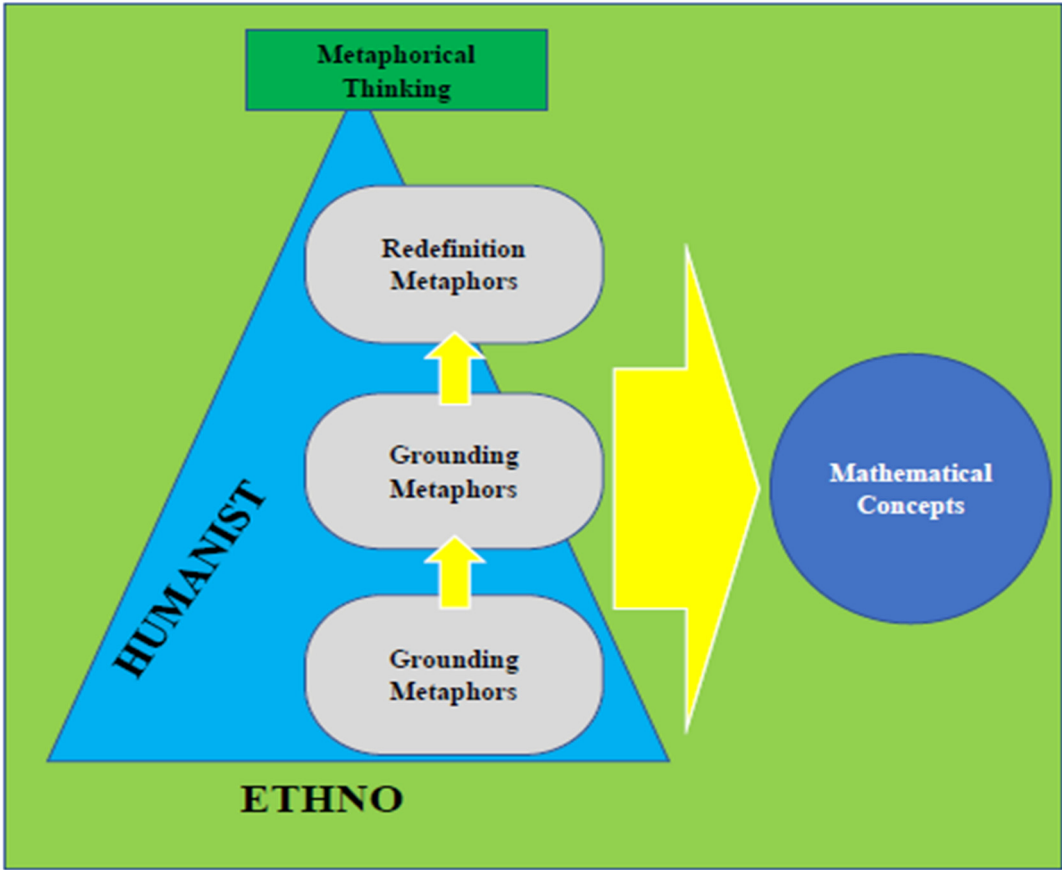 Metaphorical
Thinking
Redefinition
Metaphors
Grounding
Metaphors
Grounding
Metaphors
HUMANIST
ETHNO
Mathematical
Concepts